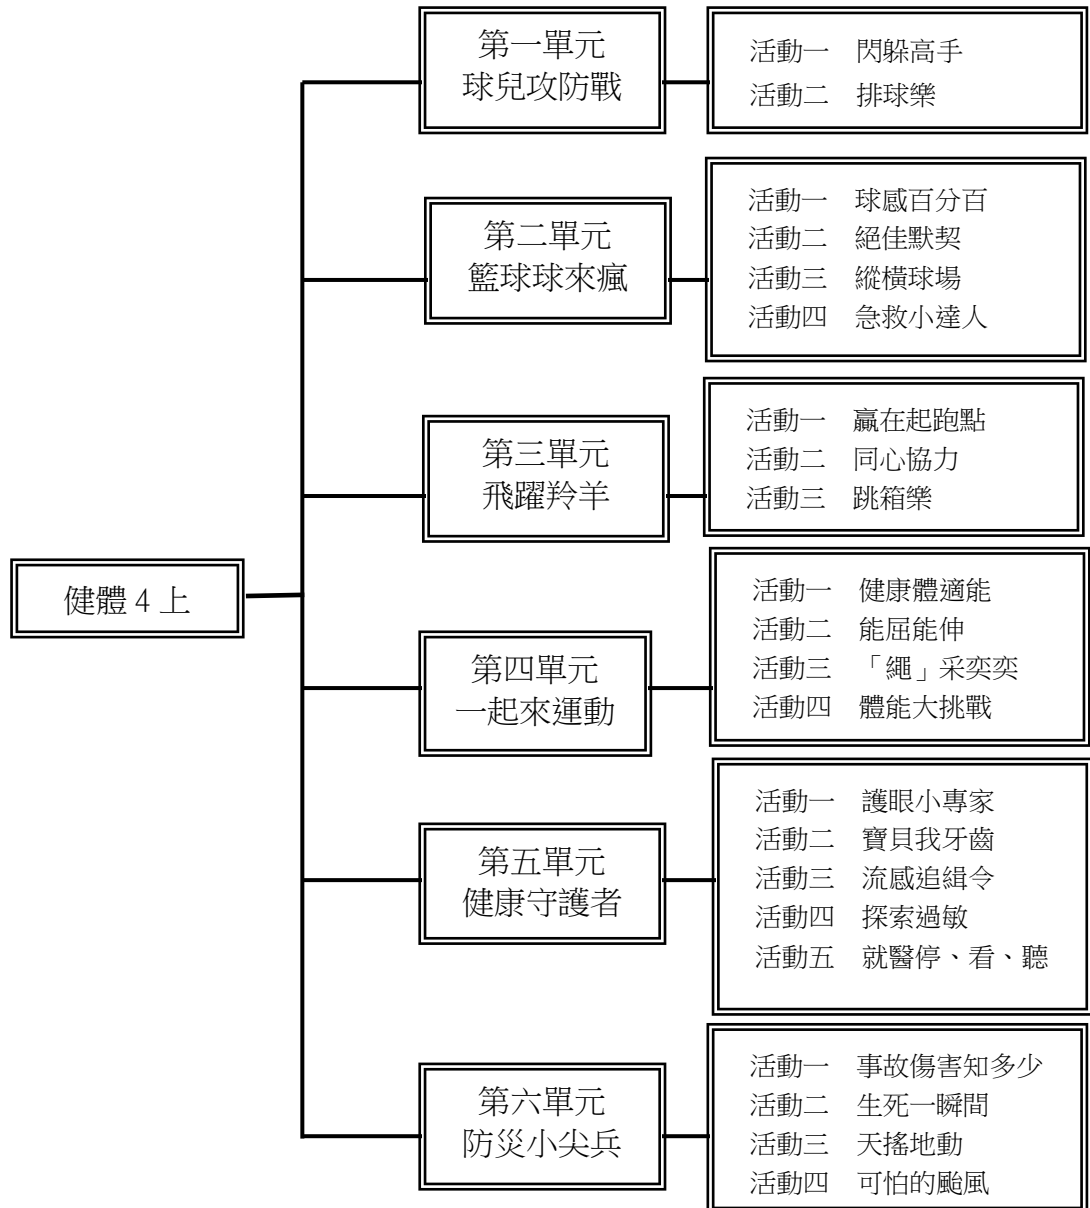 健體 4 上
第一單元
球兒攻防戰
活動一　閃躲高手
活動二　排球樂
第二單元
籃球球來瘋
活動一　球感百分百
活動二　絕佳默契
活動三　縱橫球場
活動四　急救小達人
第三單元
飛躍羚羊
活動一　贏在起跑點
活動二　同心協力
活動三　跳箱樂
第四單元
一起來運動
活動一　健康體適能
活動二　能屈能伸
活動三　「繩」采奕奕
活動四　體能大挑戰
第五單元
健康守護者
活動一　護眼小專家
活動二　寶貝我牙齒
活動三　流感追緝令
活動四　探索過敏
活動五　就醫停、看、聽
第六單元
防災小尖兵
活動一　事故傷害知多少
活動二　生死一瞬間
活動三　天搖地動
活動四　可怕的颱風